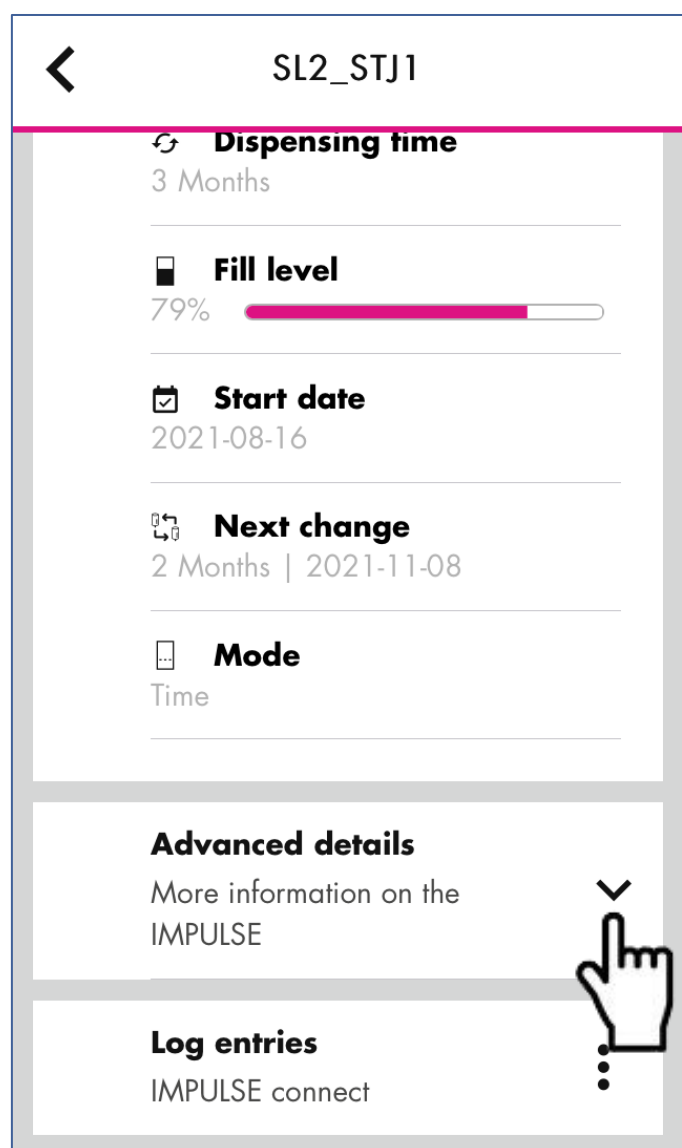 SL2_STJ1
Dispensing time
3 Months
Fill level
79%
Start date
2021-08-16
Next change
2 Months | 2021-11-08
Mode
Time
Advanced details
More information on the
IMPULSE
Log entries
IMPULSE connect